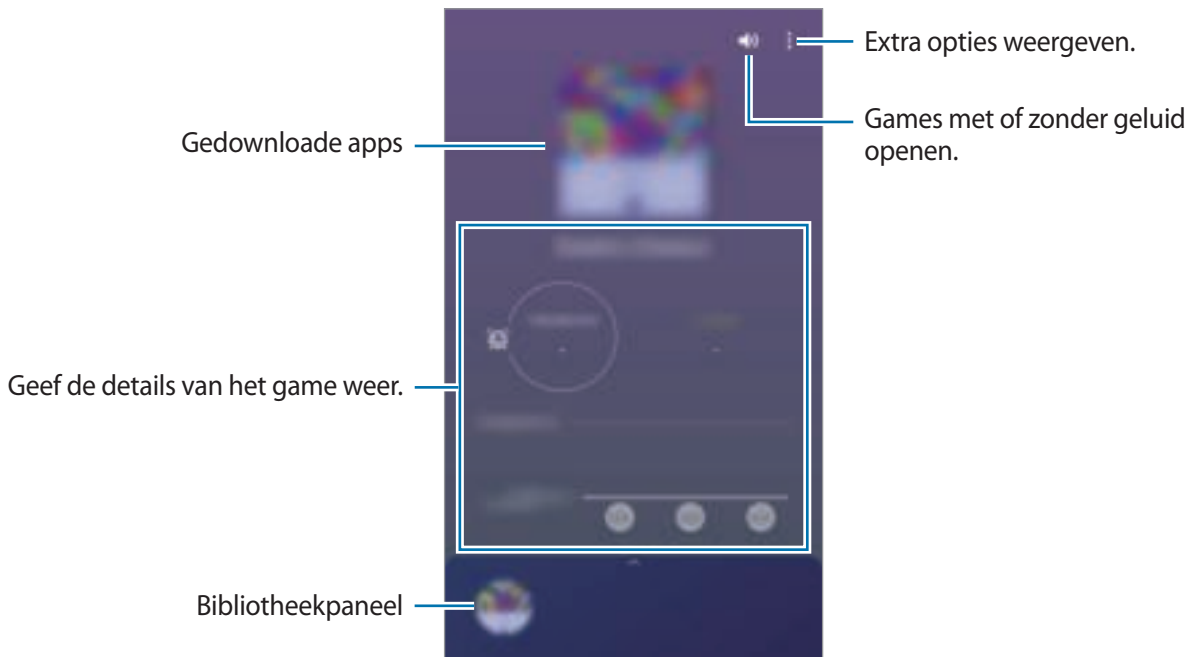 Extra opties weergeven.
Games met of zonder geluid
openen.
Gedownloade apps
Geef de details van het game weer.
Bibliotheekpaneel